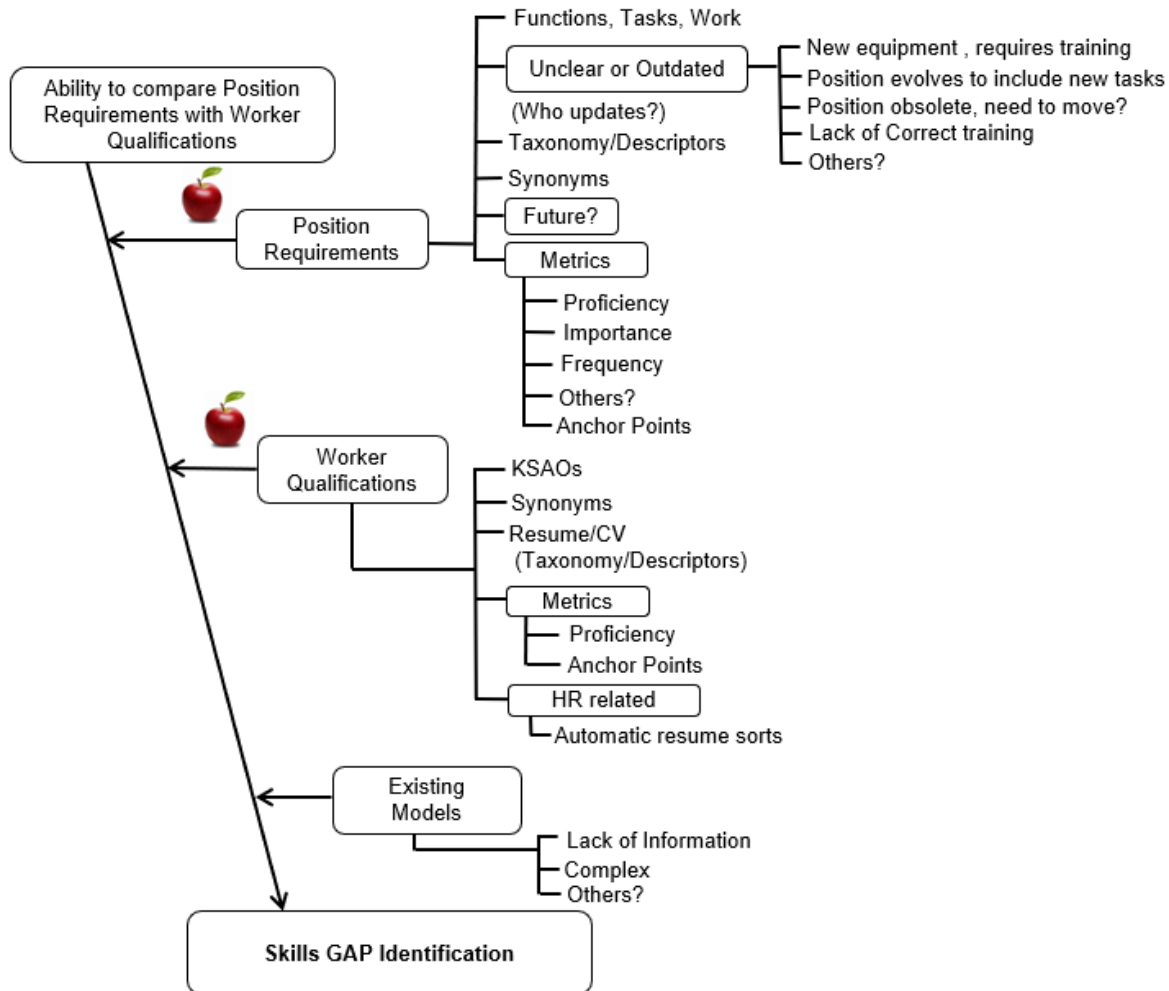 Ability to compare Position
Requirements with Worker
Qualifications
Position
Requirements
Functions, Tasks, Work
Unclear or Outdated
(Who updates?)
Taxonomy/Descriptors
Synonyms
Future?
Metrics
Proficiency
Importance
Frequency
Others?
Anchor Points
New equipment , requires training
Position evolves to include new tasks
Position obsolete, need to move?
Lack of Correct training
Others?
Worker
Qualifications
KSAOs
Synonyms
Resume/CV
(Taxonomy/Descriptors)
Metrics
Proficiency
Anchor Points
HR related
Automatic resume sorts
Existing
Models
Lack of Information
Complex
Others?
Skills GAP Identification